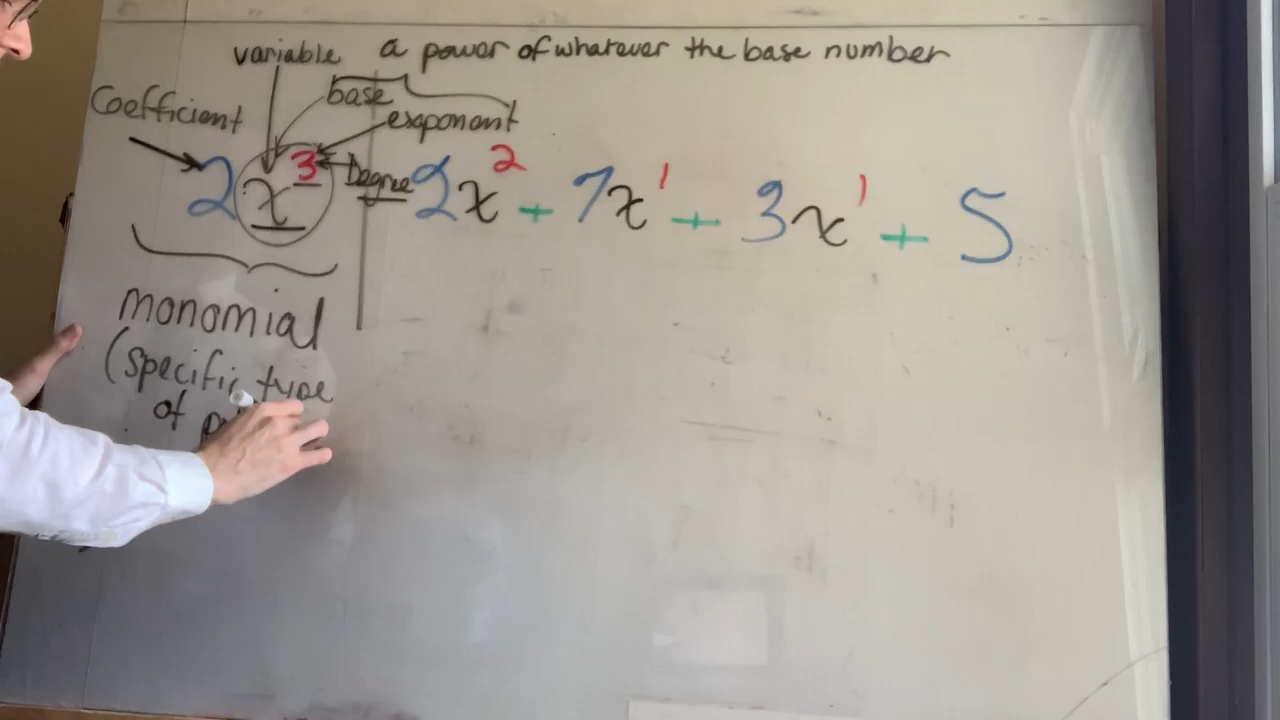 variable a power of whatever the base number
base
Coefficient exponent
2x³ Degree 2x² + 7x¹ + 3x¹ + 5
monomial
(specific type
of